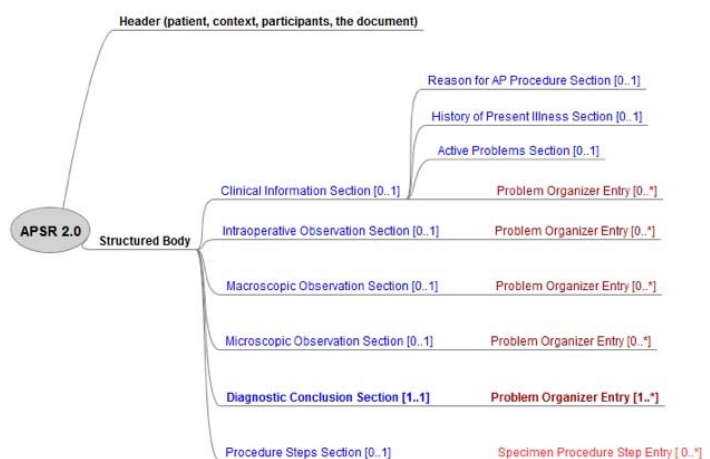 Header (patient, context, participants, the document)
Reason for AP Procedure Section [0..1]
History of Present Illness Section [0..1]
Active Problems Section [0..1]
Clinical Information Section [0..1] Problem Organizer Entry [0..*]
APSR 2.0
Structured Body
Intraoperative Observation Section [0..1] Problem Organizer Entry [0..*]
Macroscopic Observation Section [0..1] Problem Organizer Entry [0..*]
Microscopic Observation Section [0..1] Problem Organizer Entry [0..*]
Diagnostic Conclusion Section [1..1] Problem Organizer Entry [1..*]
Procedure Steps Section [0..1] Specimen Procedure Step Entry [ 0..*]